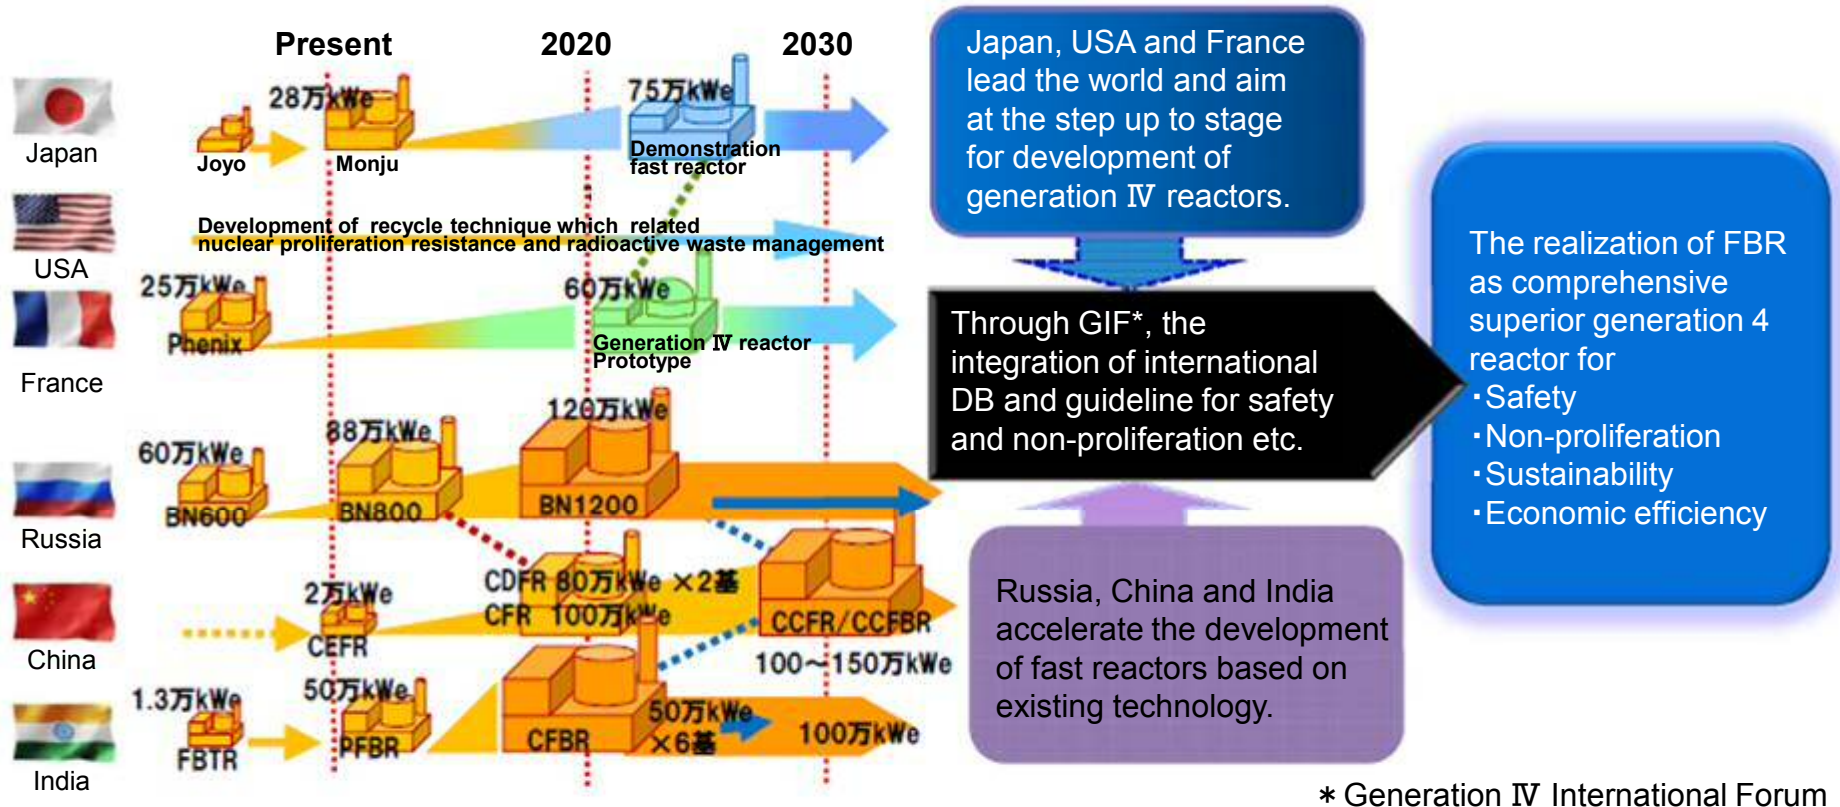 Present
2020
2030
Japan
28万kWe
75万kWe
Joyo
Monju
Demonstration
fast reactor
USA
Development of recycle technique which related
nuclear proliferation resistance and radioactive waste management
France
25万kWe
Phenix
60万kWe
Generation Ⅳ reactor
Prototype
Russia
60万kWe
BN600
88万kWe
BN800
120万kWe
BN1200
China
2万kWe
CEFR
CDFR 80万kWe ×2基
CFR 100万kWe
CCFR/CCFBR
100~150万kWe
India
1.3万kWe
FBTR
50万kWe
PFBR
CFBR
50万kWe
×6基
100万kWe
Japan, USA and France
lead the world and aim
at the step up to stage
for development of
generation Ⅳ reactors.
Through GIF*, the
integration of international
DB and guideline for safety
and non-proliferation etc.
Russia, China and India
accelerate the development
of fast reactors based on
existing technology.
The realization of FBR
as comprehensive
superior generation 4
reactor for
・Safety
・Non-proliferation
・Sustainability
・Economic efficiency
* Generation Ⅳ International Forum